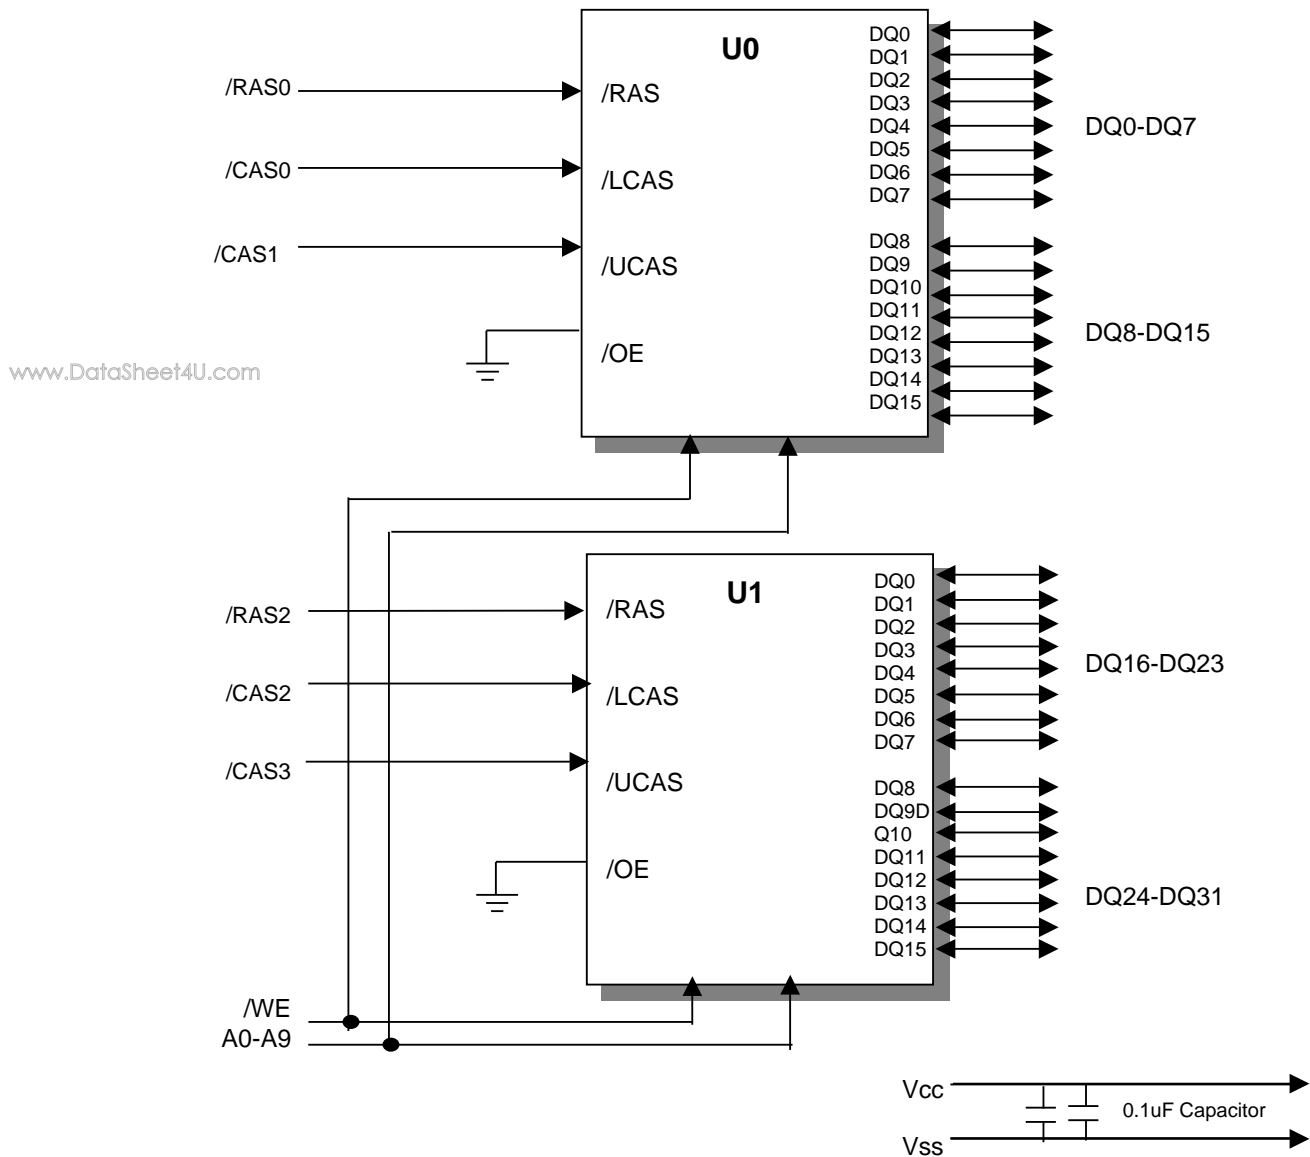 U0
/RAS0
/RAS
/CAS0
/LCAS
/CAS1
/UCAS
/OE
DQ0
DQ1
DQ2
DQ3
DQ4
DQ5
DQ6
DQ7
DQ0-DQ7
DQ8
DQ9
DQ10
DQ11
DQ12
DQ13
DQ14
DQ15
DQ8-DQ15
www.DataSheet4U.com
U1
/RAS2
/RAS
/CAS2
/LCAS
/CAS3
/UCAS
/OE
DQ0
DQ1
DQ2
DQ3
DQ4
DQ5
DQ6
DQ7
DQ16-DQ23
DQ8
DQ9D
Q10
DQ11
DQ12
DQ13
DQ14
DQ15
DQ24-DQ31
/WE
A0-A9
Vcc
0.1uF Capacitor
Vss